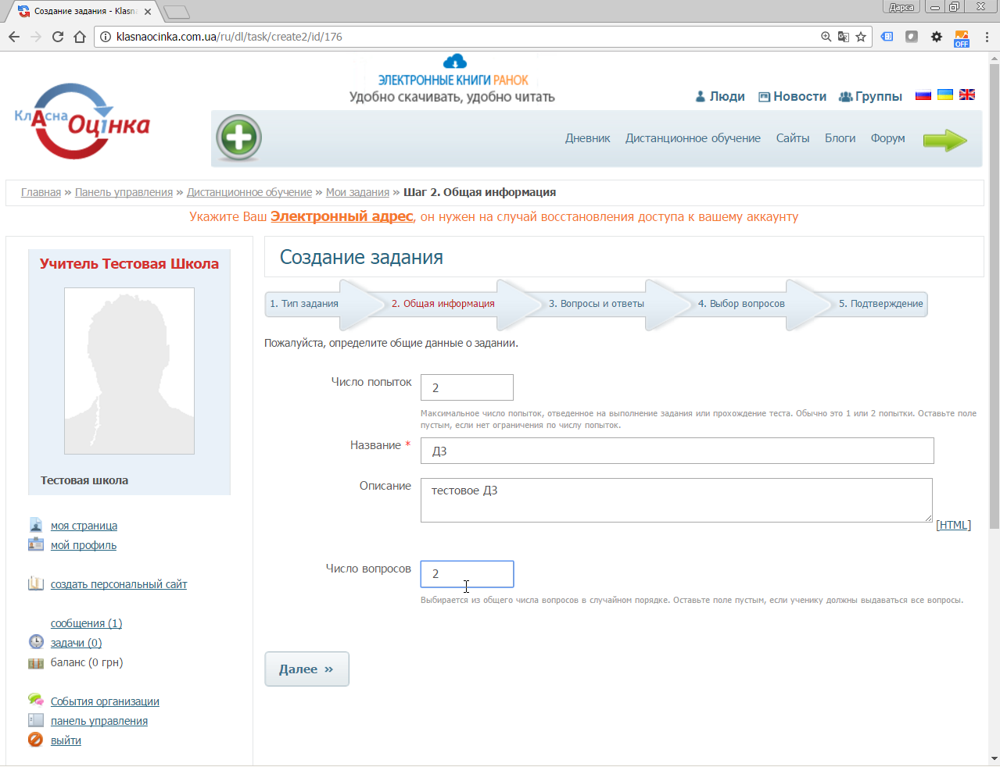 Создание задания - Klasn
Дарса
klasnaocinka.com.ua/ru/dl/task/create2/id/176
OFF
ЭЛЕКТРОННЫЕ КНИГИ РАНОК
Удобно скачивать, удобно читать
КлАсна Оцінка
Люди Новости Группы
Дневник Дистанционное обучение Сайты Блоги Форум
Главная » Панель управления » Дистанционное обучение » Мои задания » Шаг 2. Общая информация
Укажите Ваш Электронный адрес, он нужен на случай восстановления доступа к вашему аккаунту
Учитель Тестовая Школа
Тестовая школа
моя страница
мой профиль
создать персональный сайт
сообщения (1)
задачи (0)
баланс (0 грн)
События организации
панель управления
выйти
Создание задания
1. Тип задания 2. Общая информация 3. Вопросы и ответы 4. Выбор вопросов 5. Подтверждение
Пожалуйста, определите общие данные о задании.
Число попыток 2
Максимальное число попыток, отведенное на выполнение задания или прохождение теста. Обычно это 1 или 2 попытки. Оставьте поле
пустым, если нет ограничения по числу попыток.
Название * ДЗ
Описание тестовое ДЗ
[HTML]
Число вопросов 2
Выбирается из общего числа вопросов в случайном порядке. Оставьте поле пустым, если ученику должны выдаваться все вопросы.
Далее »